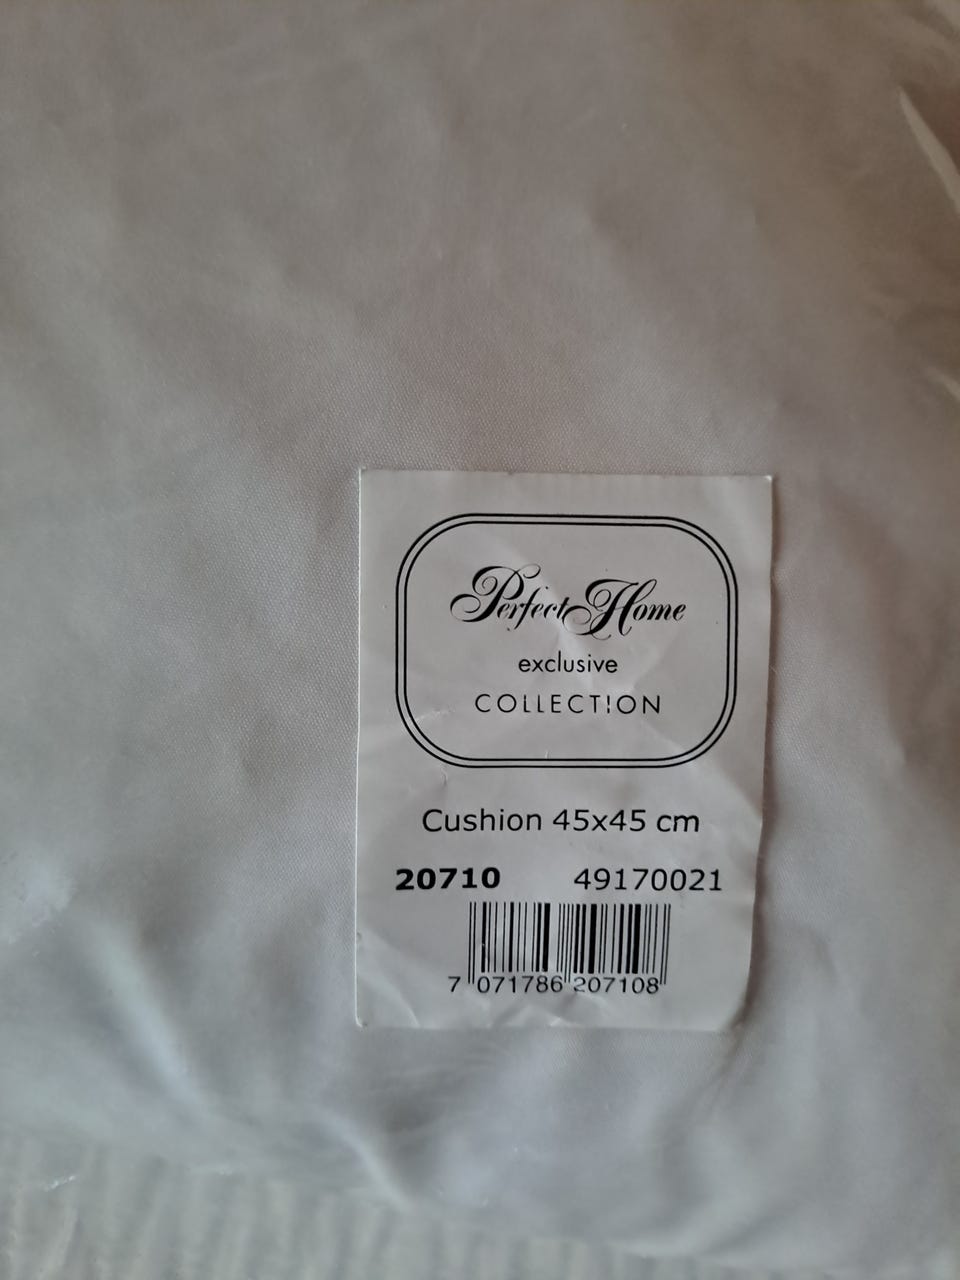 Perfect Home
exclusive
COLLECTION
Cushion 45x45 cm
20710 49170021
7 071786 207108